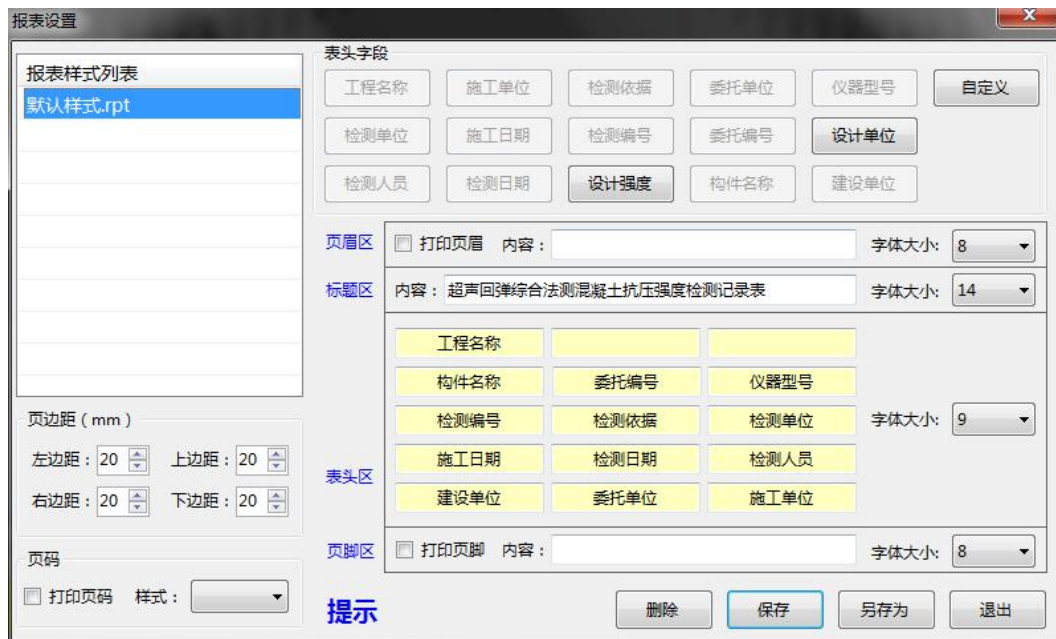 报表设置
报表样式列表
默认样式.rpt
表头字段
工程名称 施工单位 检测依据 委托单位 仪器型号 自定义
检测单位 施工日期 检测编号 委托编号 设计单位
检测人员 检测日期 设计强度 构件名称 建设单位
页眉区 打印页眉 内容： 字体大小: 8
标题区 内容： 超声回弹综合法测混凝土抗压强度检测记录表 字体大小: 14
工程名称
构件名称 委托编号 仪器型号
检测编号 检测依据 检测单位 字体大小: 9
施工日期 检测日期 检测人员
表头区
建设单位 委托单位 施工单位
页脚区 打印页脚 内容： 字体大小: 8
页边距（mm）
左边距：20 上边距：20
右边距：20 下边距：20
页码
打印页码 样式：
提示 删除 保存 另存为 退出